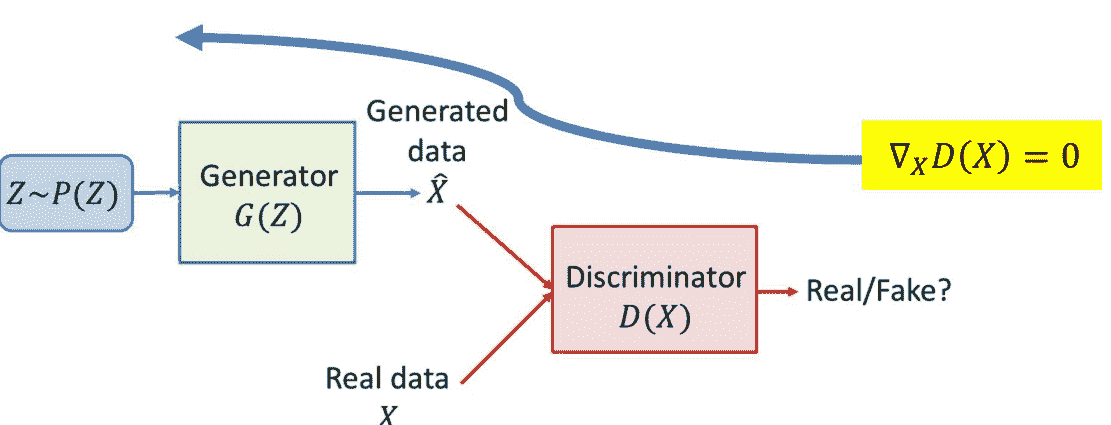 Generated
data
X̂
∇_X D(X) = 0
Z~P(Z)
Generator
G(Z)
Discriminator
D(X)
Real/Fake?
Real data
X